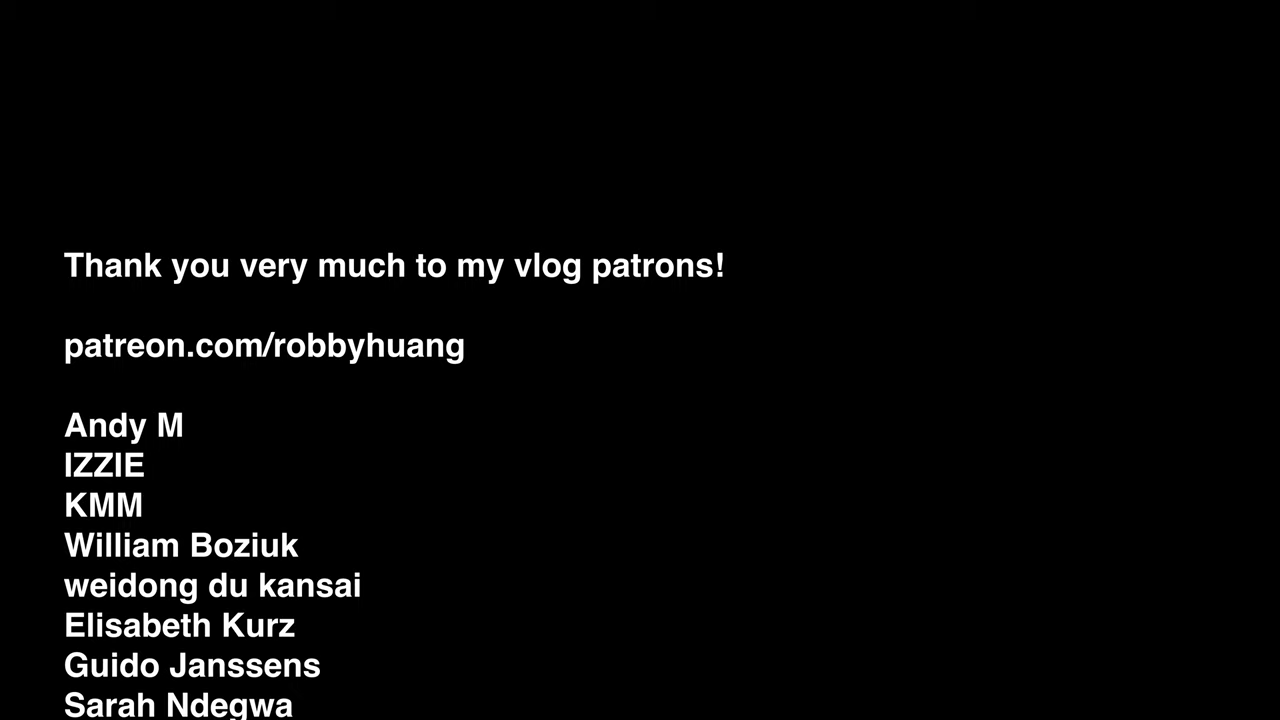 Thank you very much to my vlog patrons!
patreon.com/robbyhuang
Andy M
IZZIE
KMM
William Boziuk
weidong du kansai
Elisabeth Kurz
Guido Janssens
Sarah Ndegwa